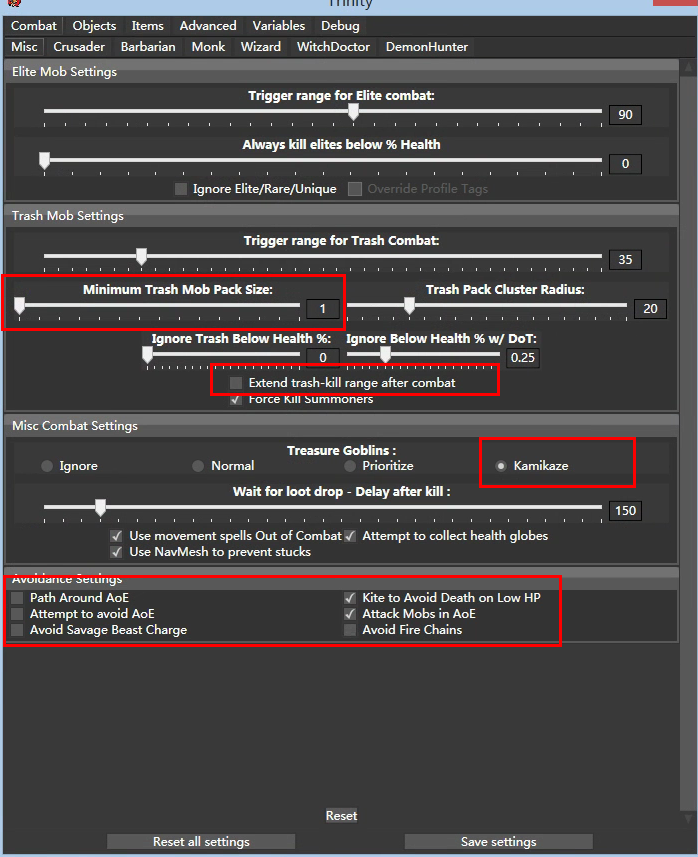 Trinity
Combat Objects Items Advanced Variables Debug
Misc Crusader Barbarian Monk Wizard WitchDoctor DemonHunter
Elite Mob Settings
Trigger range for Elite combat:
90
Always kill elites below % Health
0
Ignore Elite/Rare/Unique Override Profile Tags
Trash Mob Settings
Trigger range for Trash Combat:
35
Minimum Trash Mob Pack Size: Trash Pack Cluster Radius:
1 20
Ignore Trash Below Health %: Ignore Below Health % w/ DoT:
0 0.25
Extend trash-kill range after combat
Force Kill Summoners
Misc Combat Settings
Treasure Goblins :
Ignore Normal Prioritize Kamikaze
Wait for loot drop - Delay after kill :
150
Use movement spells Out of Combat Attempt to collect health globes
Use NavMesh to prevent stucks
Avoidance Settings
Path Around AoE Kite to Avoid Death on Low HP
Attempt to avoid AoE Attack Mobs in AoE
Avoid Savage Beast Charge Avoid Fire Chains
Reset
Reset all settings Save settings